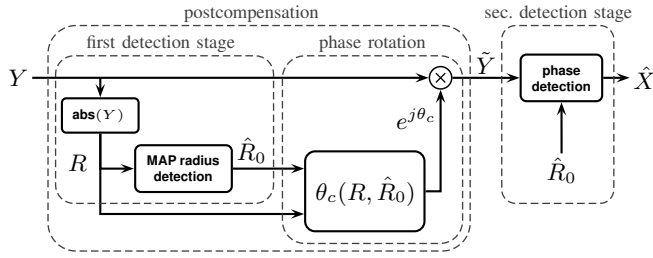 postcompensation
sec. detection stage
first detection stage
phase rotation
Y
Ỹ
phase
detection
X̂
abs(Y)
e^{jθ_c}
R
MAP radius
detection
R̂_0
θ_c(R, R̂_0)
R̂_0